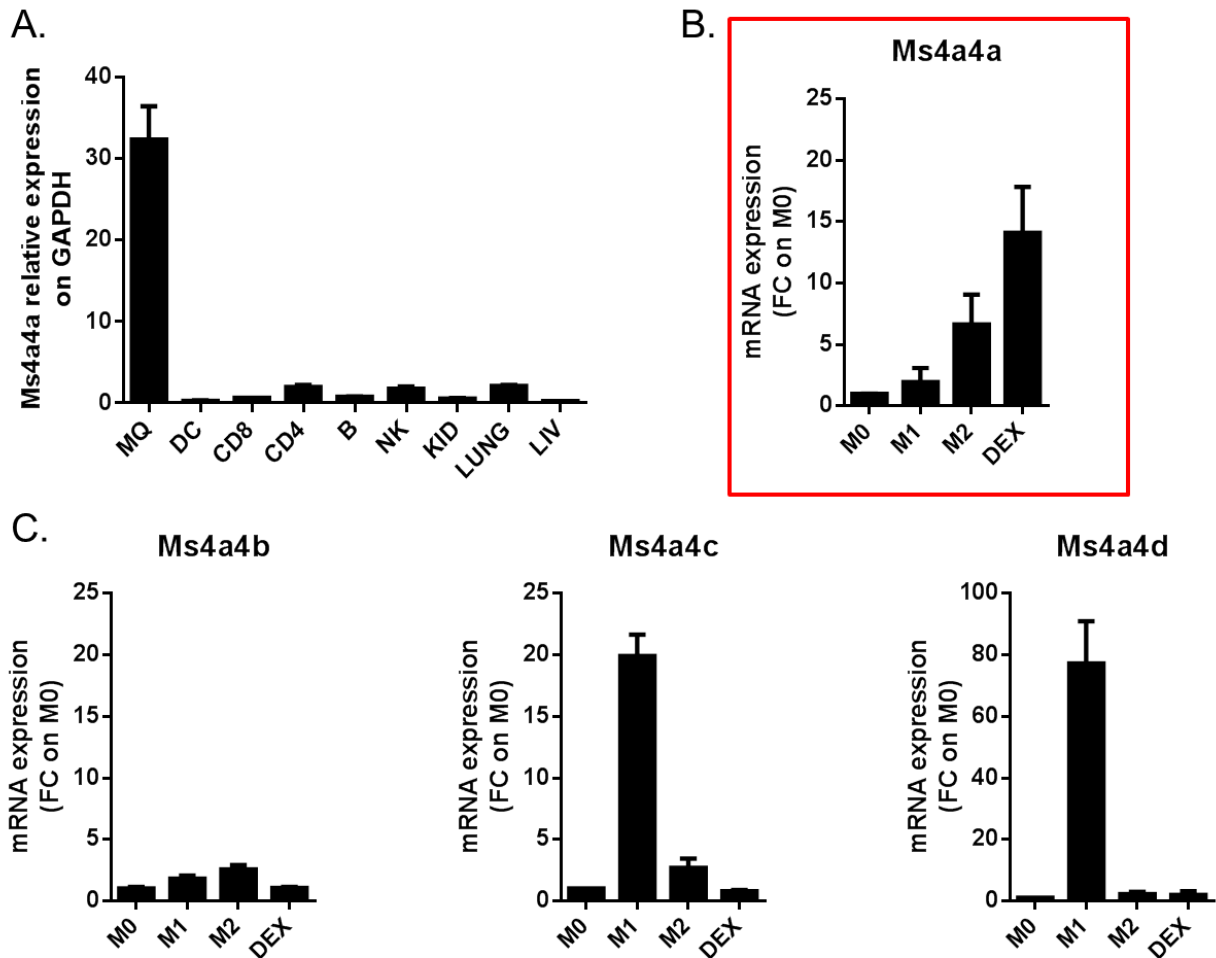 A.
Ms4a4a relative expression
on GAPDH
40
30
20
10
0
MQ
DC
CD8
CD4
B
NK
KID
LUNG
LIV
B.
Ms4a4a
mRNA expression
(FC on M0)
25
20
15
10
5
0
M0
M1
M2
DEX
C.
Ms4a4b
mRNA expression
(FC on M0)
25
20
15
10
5
0
M0
M1
M2
DEX
Ms4a4c
mRNA expression
(FC on M0)
25
20
15
10
5
0
M0
M1
M2
DEX
Ms4a4d
mRNA expression
(FC on M0)
100
80
60
40
20
0
M0
M1
M2
DEX